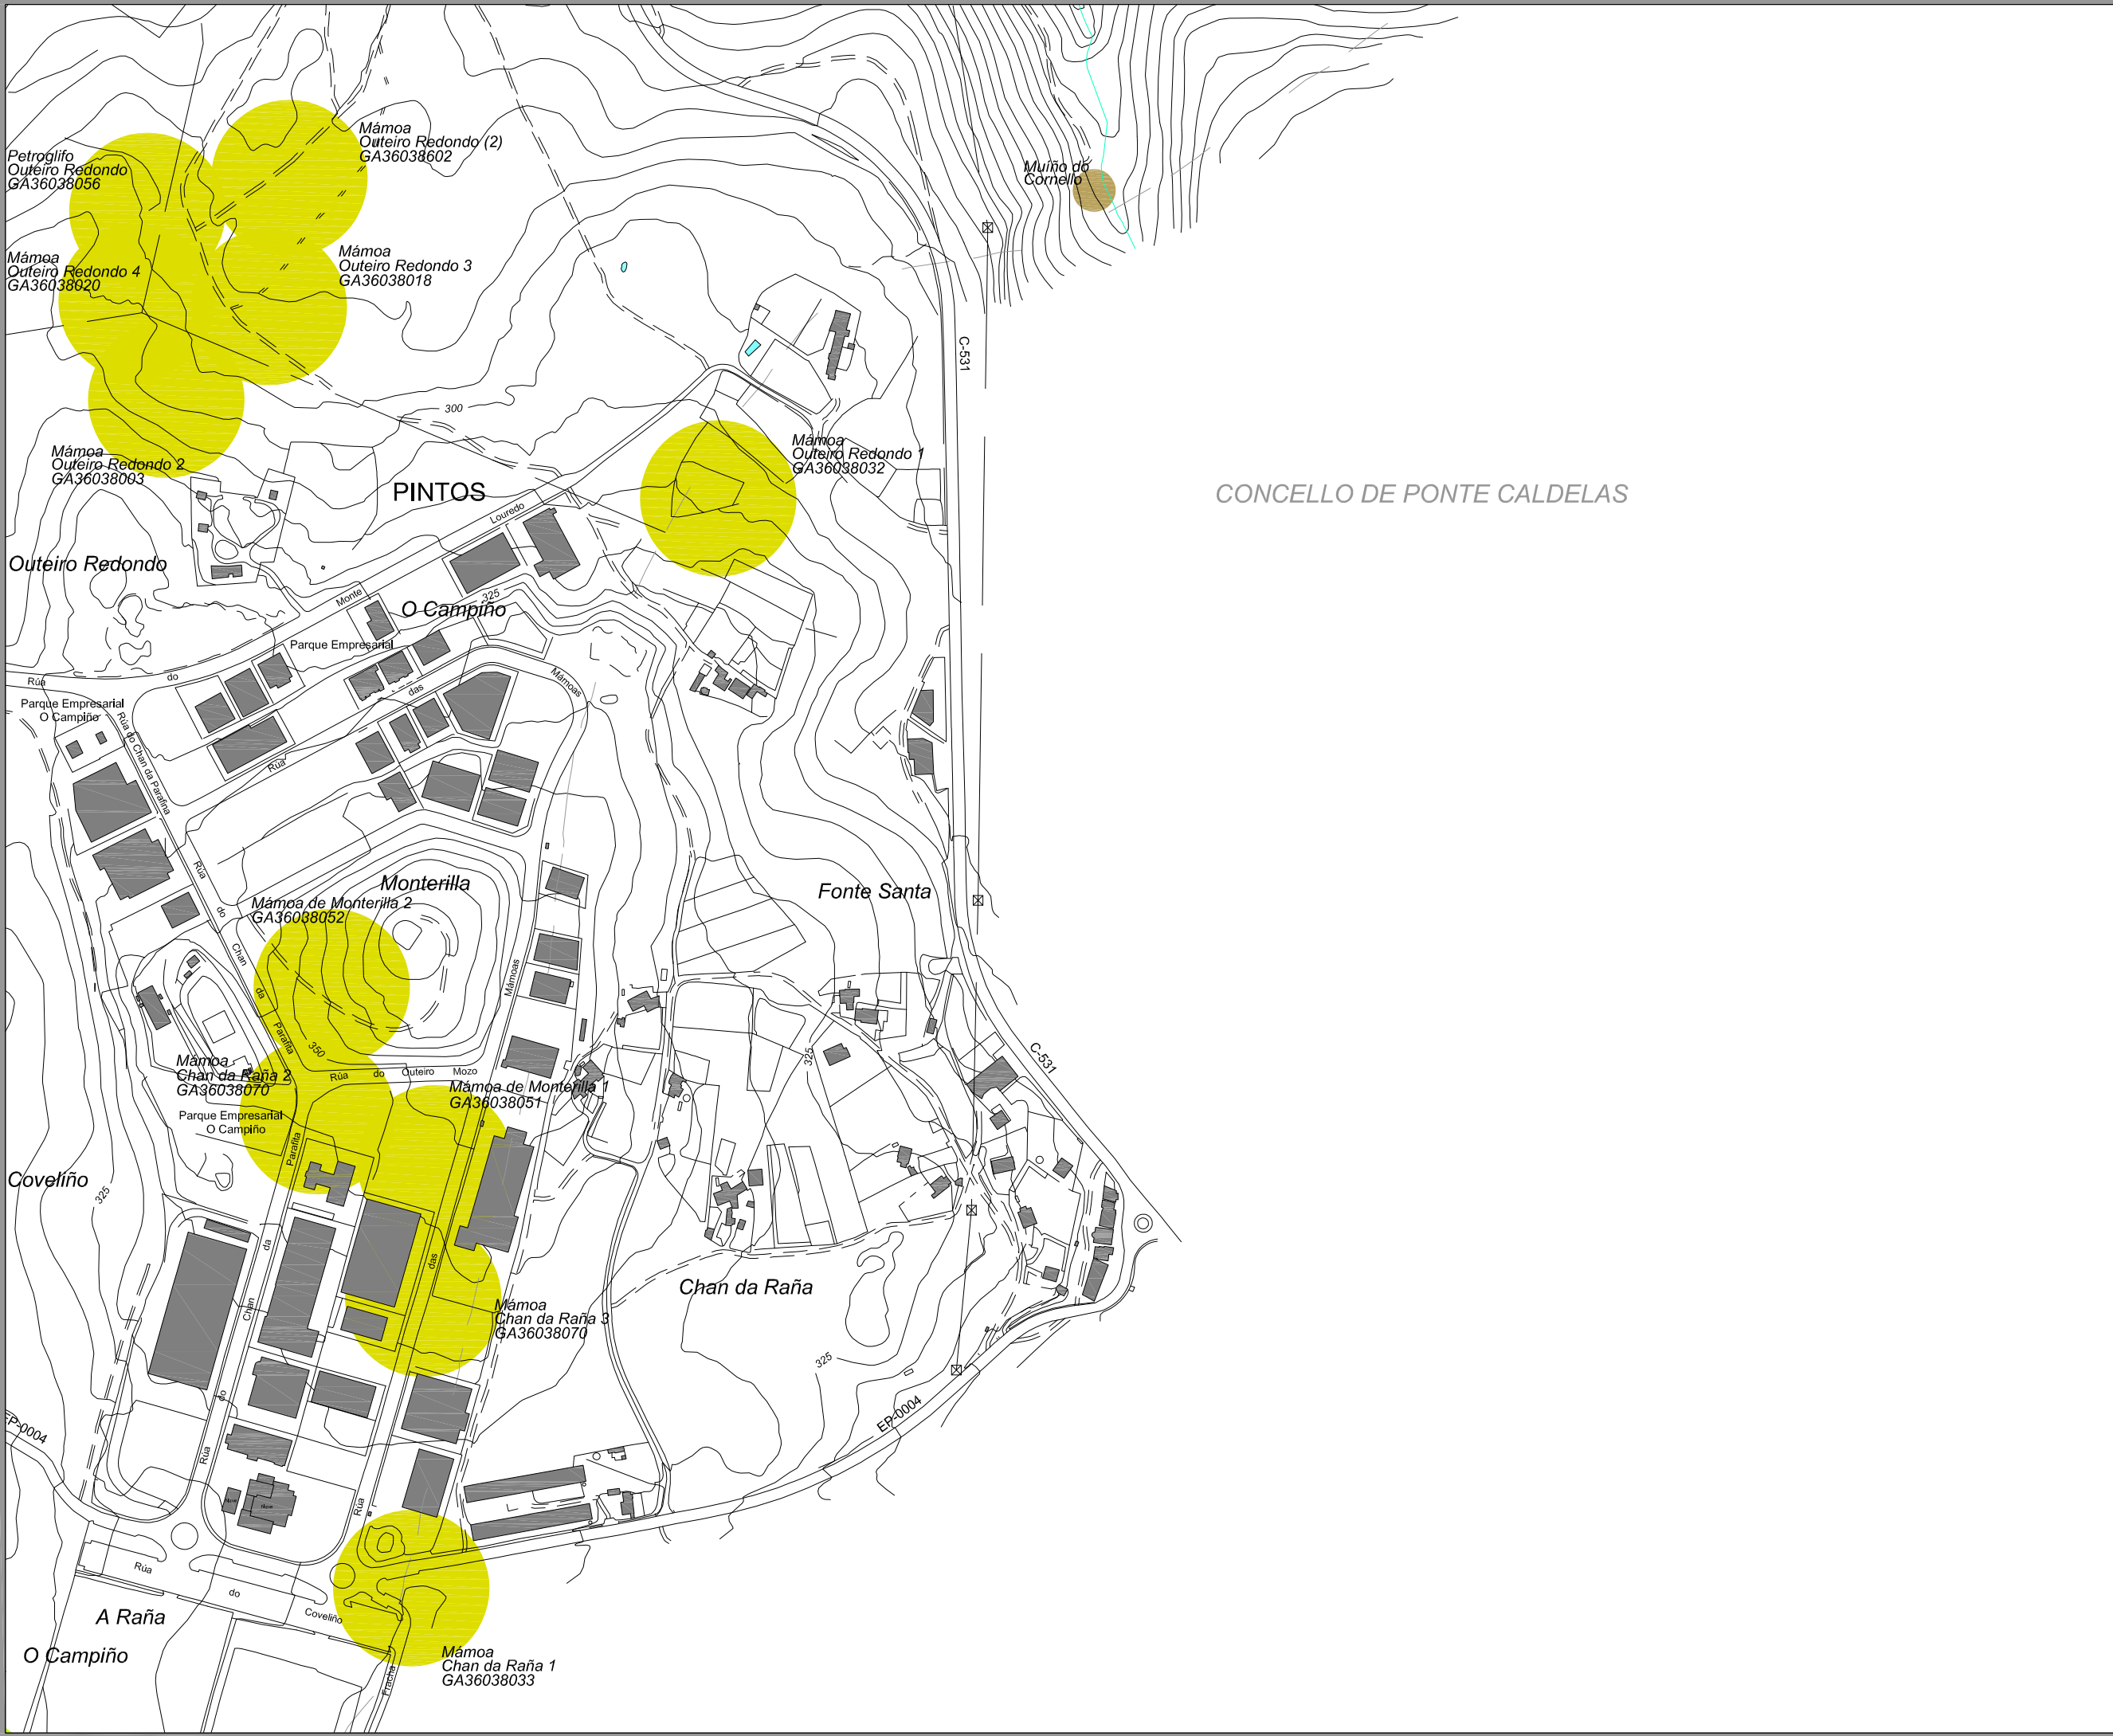 Mámoa
Outeiro Redondo (2)
GA36038602
Petroglifo
Outeiro Redondo
GA36038056
Muíño do
Cornello
Mámoa
Outeiro Redondo 3
GA36038018
Mámoa
Outeiro Redondo 4
GA36038020
C-531
300
Mámoa
Outeiro Redondo 1
GA36038032
Mámoa
Outeiro Redondo 2
GA36038003
PINTOS
CONCELLO DE PONTE CALDELAS
Louredo
Outeiro Redondo
Monte
325
O Campiño
Parque Empresarial
do
Rúa
das
Mámoas
Parque Empresarial
O Campiño
Rúa do Chan da Parafina
Rúa
Rúa
do
Chan
da
Parafita
Monterilla
Mámoa de Monterilla 2
GA36038052
Fonte Santa
Mámoas
350
325
C-531
Mámoa
Chan da Raña 2
GA36038070
Rúa do Outeiro Mozo
Mámoa de Monterilla 1
GA36038051
Parque Empresarial
O Campiño
Parafita
Coveliño
325
da
das
Chan
Chan da Raña
Mámoa
Chan da Raña 3
GA36038070
325
do
EP-0004
EP-0004
Rúa
Rúa
Rúa
do
Coveliño
A Raña
O Campiño
Mámoa
Chan da Raña 1
GA36038033
Fracha